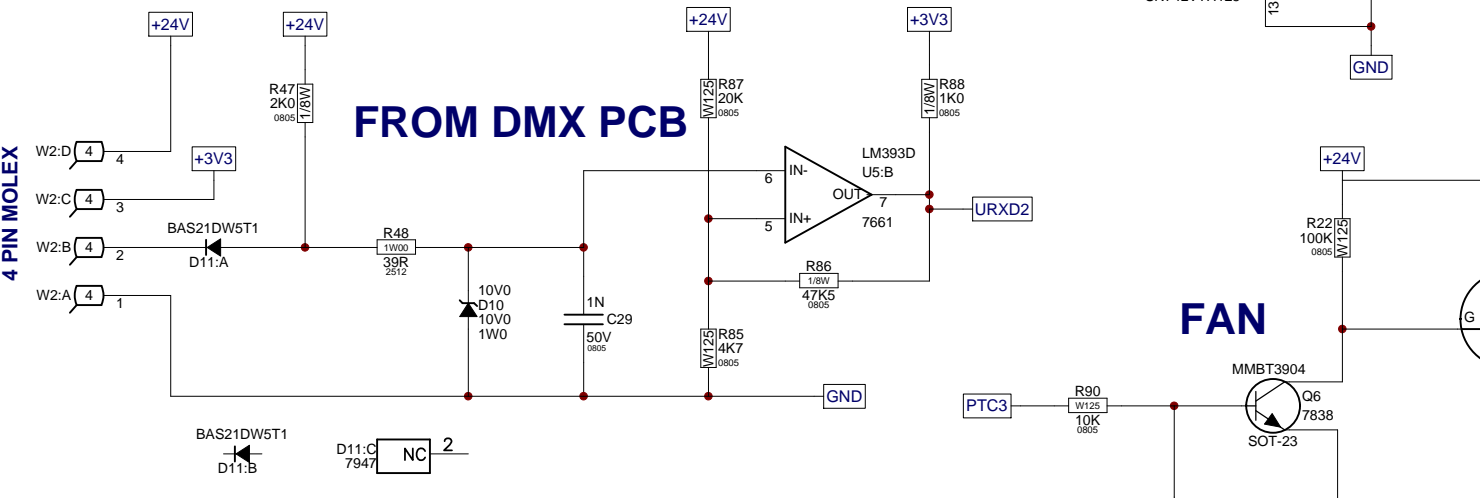 +24V
+24V
+24V
+3V3
13
GND
R47
2K0
0805
1/8W
FROM DMX PCB
W125
R87
20K
0805
1/8W
R88
1K0
0805
4 PIN MOLEX
W2:D
4
4
+3V3
W2:C
4
3
BAS21DW5T1
W2:B
4
2
D11:A
W2:A
4
1
R48
1W00
39R
2512
10V0
D10
10V0
1W0
1N
C29
50V
0805
LM393D
U5:B
6
IN-
OUT
7
5
IN+
7661
URXD2
R86
1/8W
47K5
0805
W125
R85
4K7
0805
GND
BAS21DW5T1
D11:B
D11:C
7947
NC
2
+24V
R22
100K
0805
W125
FAN
G
MMBT3904
Q6
7838
SOT-23
PTC3
R90
W125
10K
0805